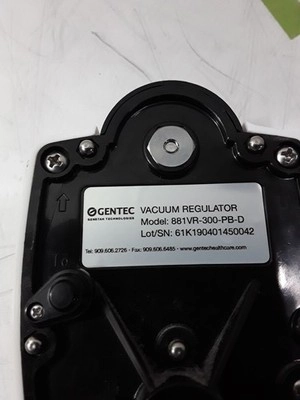 GENTEC
GENSTAR TECHNOLOGIES
VACUUM REGULATOR
Model: 881VR-300-PB-D
Lot/SN: 61K190401450042
Tel: 909.606.2726 - Fax: 909.606.6485 - www.gentechealthcare.com